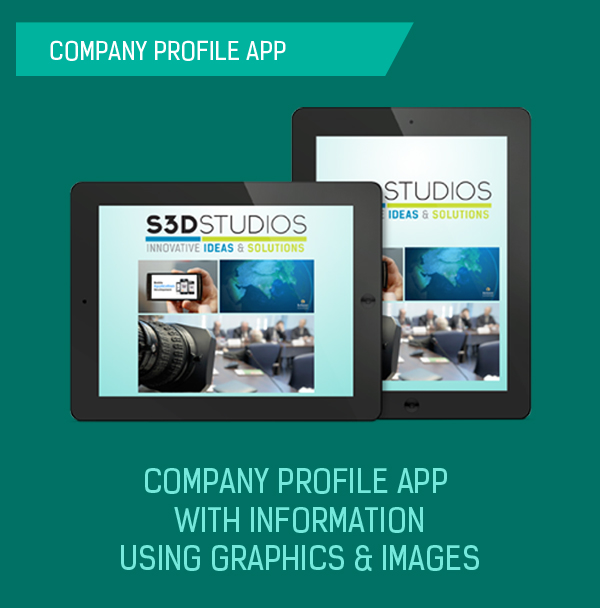 COMPANY PROFILE APP
S3DSTUDIOS
INNOVATIVE IDEAS & SOLUTIONS
STUDIOS
IDEAS & SOLUTIONS
COMPANY PROFILE APP
WITH INFORMATION
USING GRAPHICS & IMAGES